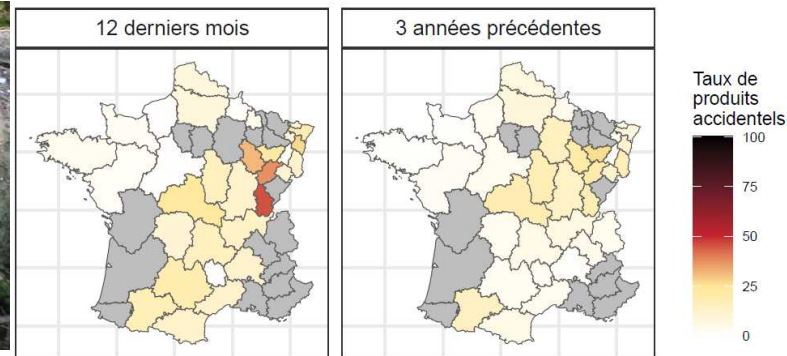 12 derniers mois
3 années précédentes
Taux de
produits
accidentels
100
75
50
25
0